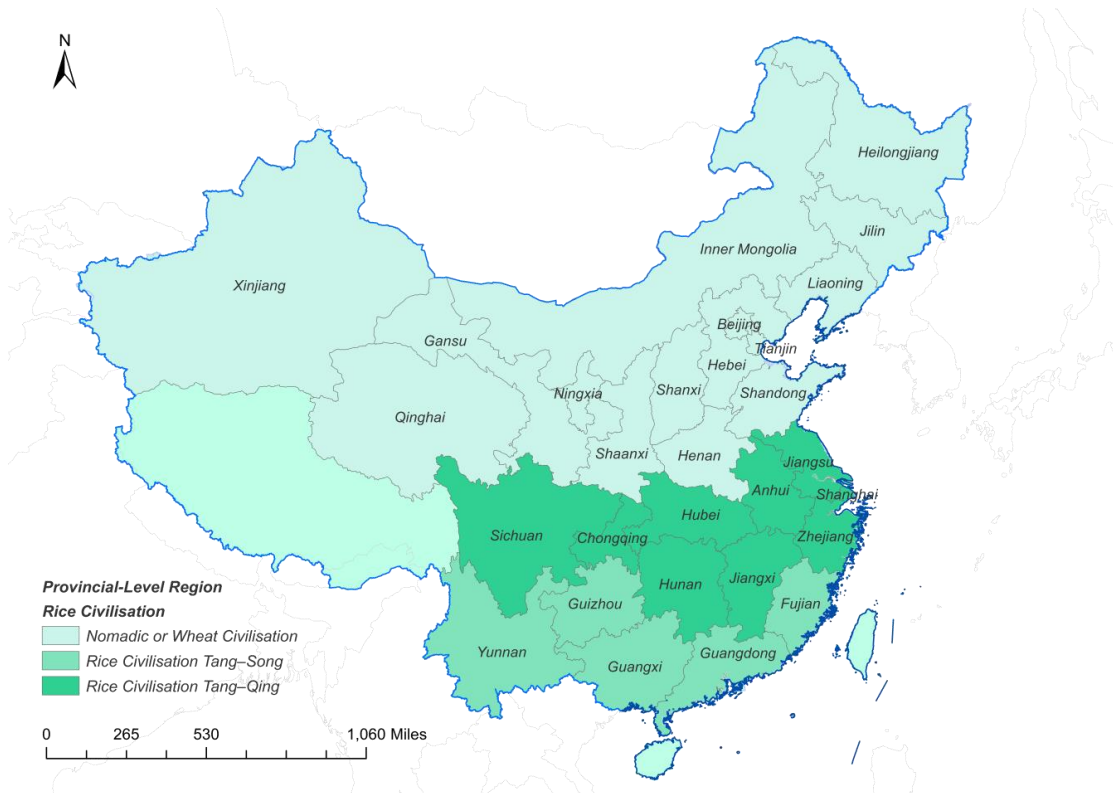 N
Heilongjiang
Jilin
Inner Mongolia
Liaoning
Xinjiang
Beijing
Gansu
Tianjin
Hebei
Ningxia
Shanxi
Shandong
Qinghai
Shaanxi
Henan
Jiangsu
Anhui
Shanghai
Hubei
Sichuan
Chongqing
Zhejiang
Hunan
Jiangxi
Guizhou
Fujian
Yunnan
Guangdong
Guangxi
Provincial-Level Region
Rice Civilisation
Nomadic or Wheat Civilisation
Rice Civilisation Tang–Song
Rice Civilisation Tang–Qing
0 265 530 1,060 Miles